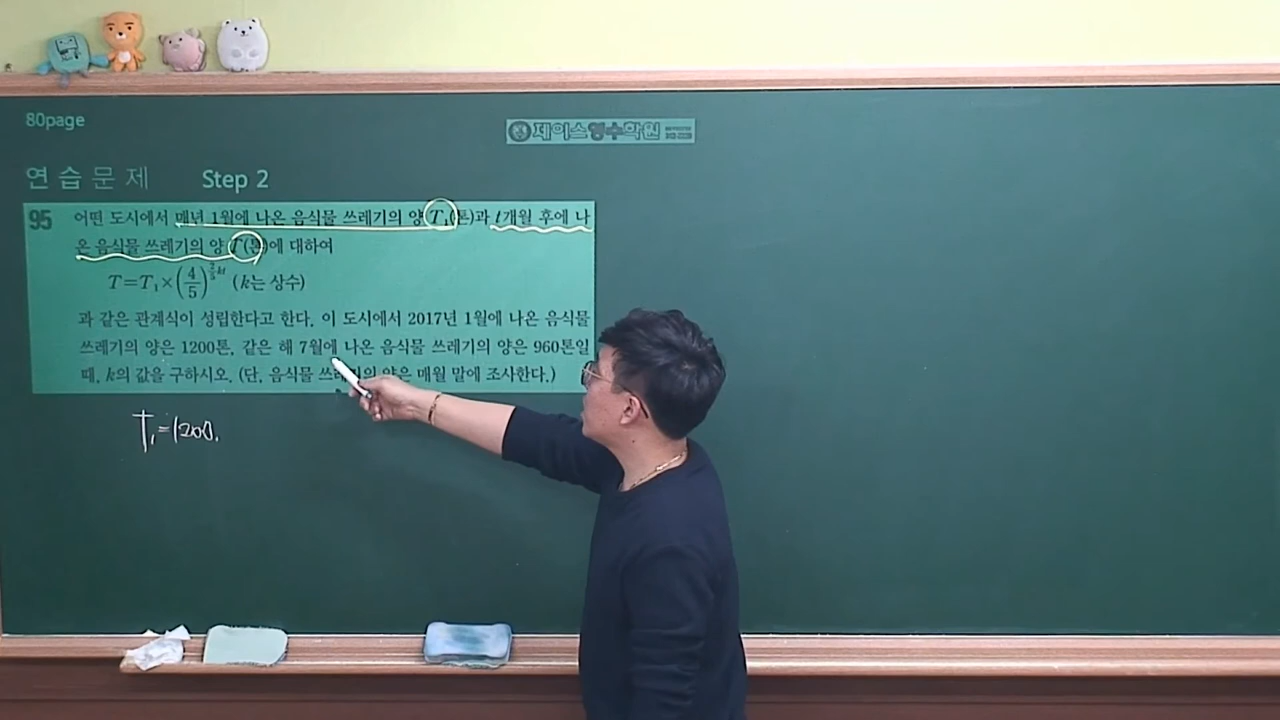 80page
제이스영수학원
연습문제 Step 2
95 어떤 도시에서 매년 1월에 나온 음식물 쓰레기의 양 T₁(톤)과 t개월 후에 나
온 음식물 쓰레기의 양 T(톤)에 대하여
T=T₁×(4/5)^{(2/3)kt} (k는 상수)
과 같은 관계식이 성립한다고 한다. 이 도시에서 2017년 1월에 나온 음식물
쓰레기의 양은 1200톤, 같은 해 7월에 나온 음식물 쓰레기의 양은 960톤일
때, k의 값을 구하시오. (단, 음식물 쓰레기의 양은 매월 말에 조사한다.)
T₁=1200.